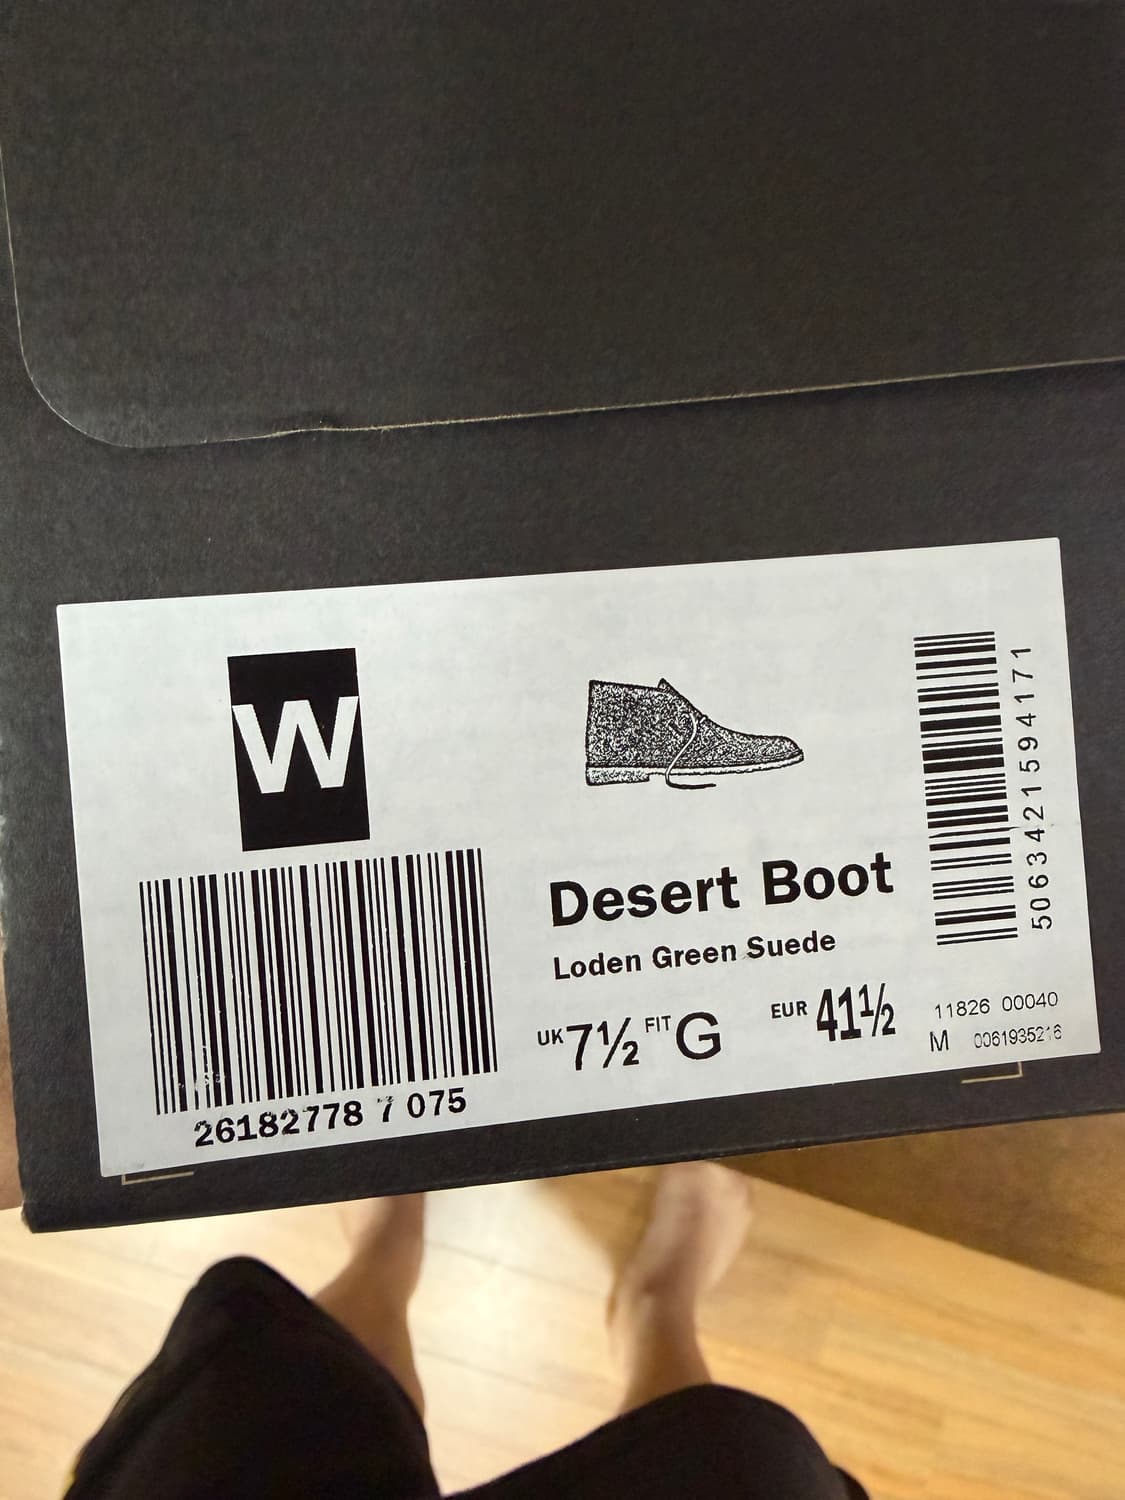 W
26182778 7 075
Desert Boot
Loden Green Suede
UK 7½ FIT G EUR 41½
5063421594171
11826 00040
M 0061935216